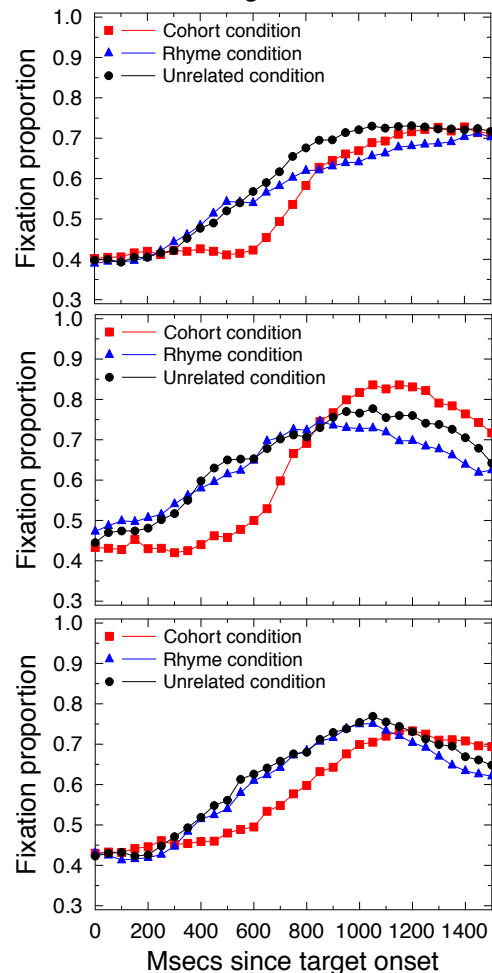 1.0
0.9
0.8
0.7
0.6
0.5
0.4
0.3
Fixation proportion
Cohort condition
Rhyme condition
Unrelated condition
1.0
0.9
0.8
0.7
0.6
0.5
0.4
0.3
Fixation proportion
Cohort condition
Rhyme condition
Unrelated condition
1.0
0.9
0.8
0.7
0.6
0.5
0.4
0.3
Fixation proportion
Cohort condition
Rhyme condition
Unrelated condition
0 200 400 600 800 1000 1200 1400
Msecs since target onset